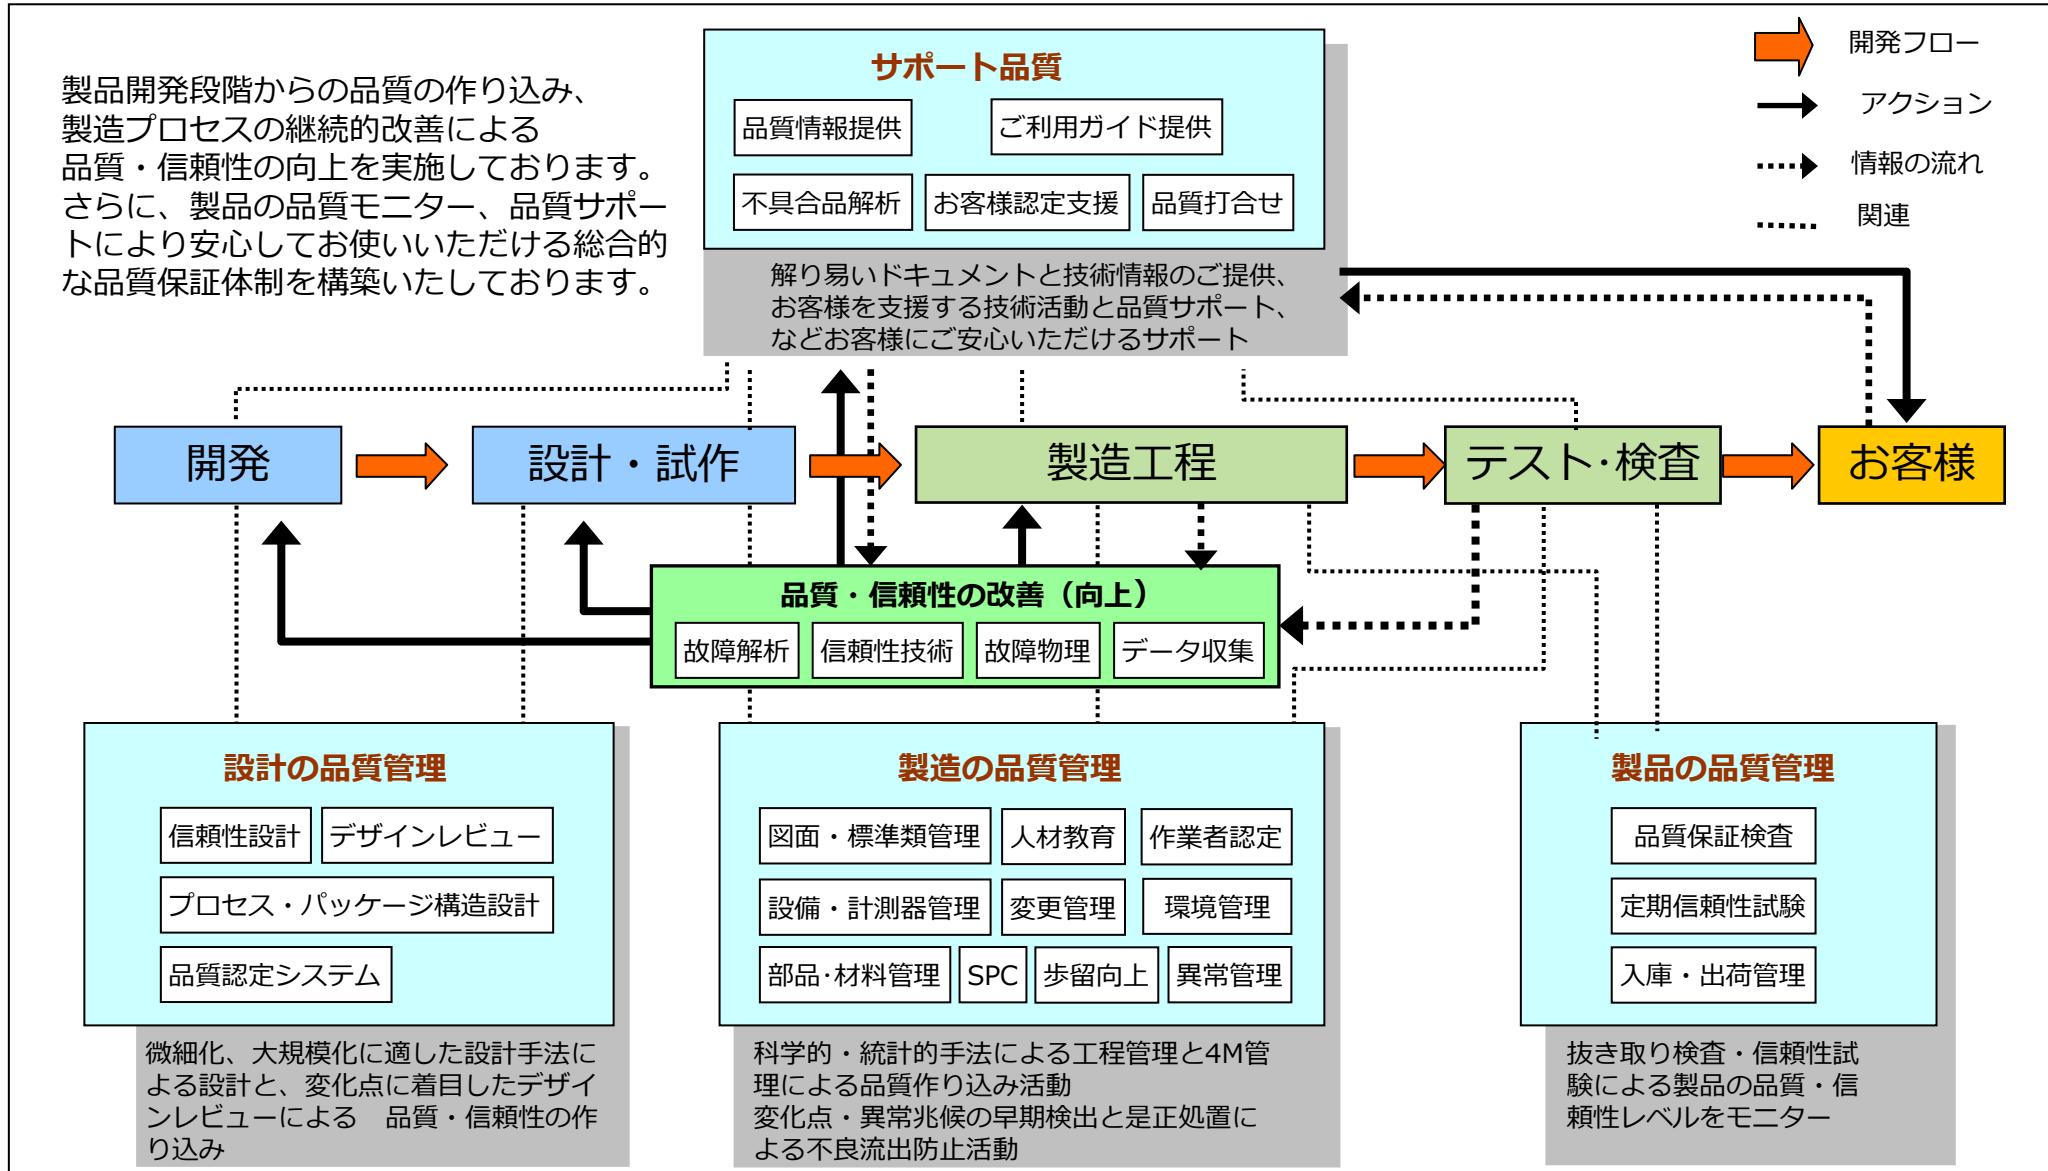 製品開発段階からの品質の作り込み、
製造プロセスの継続的改善による
品質・信頼性の向上を実施しております。
さらに、製品の品質モニター、品質サポー
トにより安心してお使いいただける総合的
な品質保証体制を構築いたしております。
サポート品質
品質情報提供
ご利用ガイド提供
不具合品解析
お客様認定支援
品質打合せ
解り易いドキュメントと技術情報のご提供、
お客様を支援する技術活動と品質サポート、
などお客様にご安心いただけるサポート
開発フロー
アクション
情報の流れ
関連
開発
設計・試作
製造工程
テスト・検査
お客様
品質・信頼性の改善（向上）
故障解析
信頼性技術
故障物理
データ収集
設計の品質管理
信頼性設計
デザインレビュー
プロセス・パッケージ構造設計
品質認定システム
微細化、大規模化に適した設計手法に
よる設計と、変化点に着目したデザイ
ンレビューによる　品質・信頼性の作
り込み
製造の品質管理
図面・標準類管理
人材教育
作業者認定
設備・計測器管理
変更管理
環境管理
部品・材料管理
SPC
歩留向上
異常管理
科学的・統計的手法による工程管理と4M管
理による品質作り込み活動
変化点・異常兆候の早期検出と是正処置に
よる不良流出防止活動
製品の品質管理
品質保証検査
定期信頼性試験
入庫・出荷管理
抜き取り検査・信頼性試
験による製品の品質・信
頼性レベルをモニター